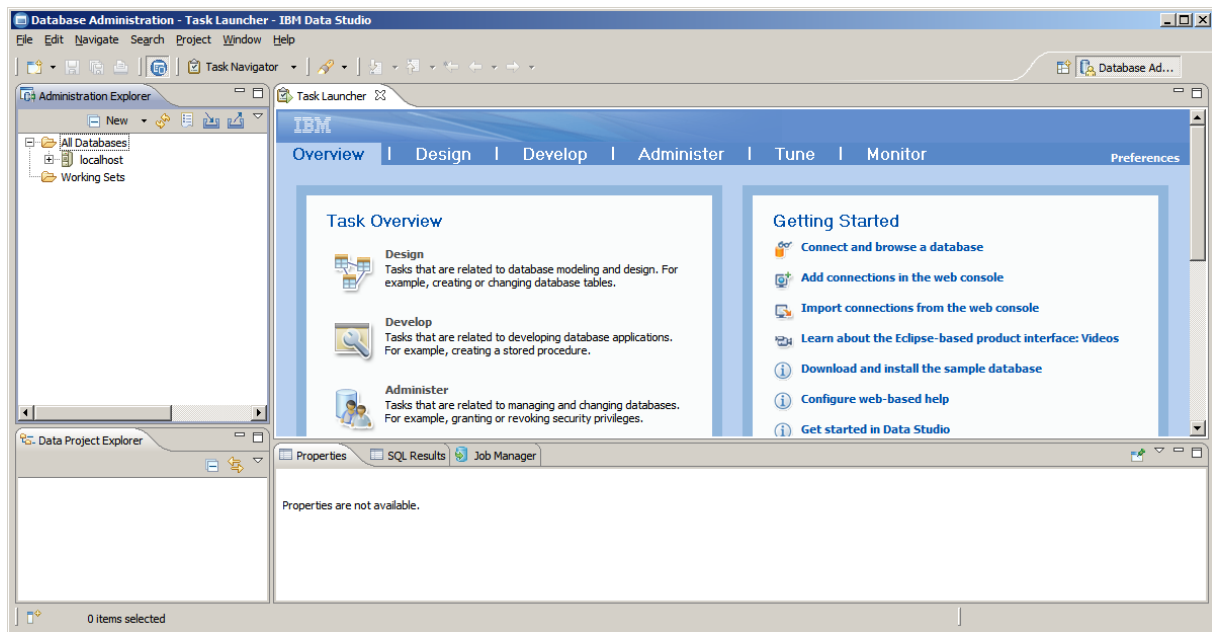 Database Administration - Task Launcher - IBM Data Studio
File Edit Navigate Search Project Window Help
Task Navigator
Database Ad...
Administration Explorer
New
All Databases
localhost
Working Sets
Task Launcher
IBM
Overview | Design | Develop | Administer | Tune | Monitor
Preferences
Task Overview
Design
Tasks that are related to database modeling and design. For
example, creating or changing database tables.
Develop
Tasks that are related to developing database applications.
For example, creating a stored procedure.
Administer
Tasks that are related to managing and changing databases.
For example, granting or revoking security privileges.
Getting Started
Connect and browse a database
Add connections in the web console
Import connections from the web console
Learn about the Eclipse-based product interface: Videos
Download and install the sample database
Configure web-based help
Get started in Data Studio
Data Project Explorer
Properties SQL Results Job Manager
Properties are not available.
0 items selected